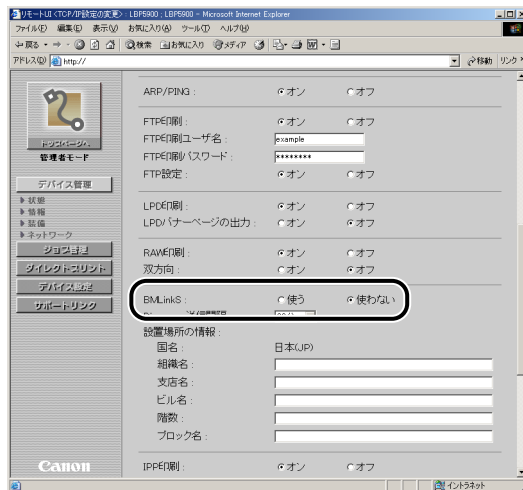 リモートUI <TCP/IP設定の変更> : LBP5900 ; LBP5900 - Microsoft Internet Explorer
ファイル(F) 編集(E) 表示(V) お気に入り(A) ツール(T) ヘルプ(H)
戻る 検索 お気に入り メディア
アドレス(D) http:// 移動 リンク
トップページへ
管理者モード
デバイス管理
状態
情報
装備
ネットワーク
ジョブ管理
ダイレクトプリント
デバイス設定
サポートリンク
Canon
ARP/PING : オン オフ
FTP印刷 : オン オフ
FTP印刷ユーザ名 : example
FTP印刷パスワード : ********
FTP設定 : オン オフ
LPD印刷 : オン オフ
LPDバナーページの出力 : オン オフ
RAW印刷 : オン オフ
双方向 : オン オフ
BMLinkS : 使う 使わない
設置場所の情報 :
国名 : 日本(JP)
組織名 :
支店名 :
ビル名 :
階数 :
ブロック名 :
IPP印刷 : オン オフ
イントラネット